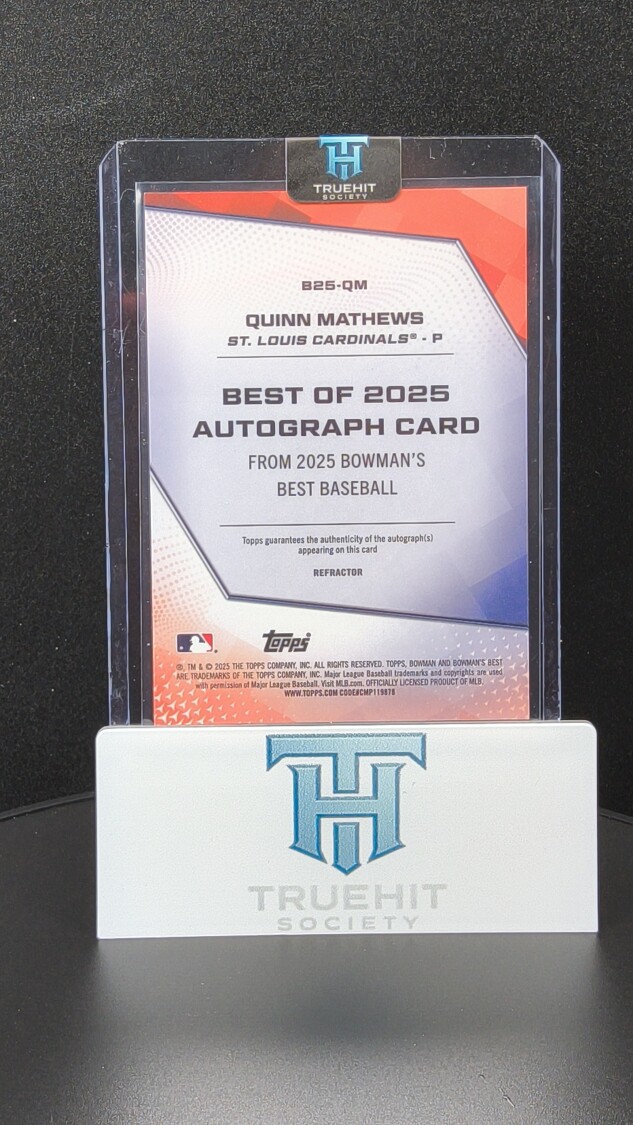 TH
TRUEHIT
SOCIETY
B25-QM
QUINN MATHEWS
ST. LOUIS CARDINALS® - P
BEST OF 2025
AUTOGRAPH CARD
FROM 2025 BOWMAN'S
BEST BASEBALL
Topps guarantees the authenticity of the autograph(s)
appearing on this card
REFRACTOR
Topps
®, TM & © 2025 THE TOPPS COMPANY, INC. ALL RIGHTS RESERVED. TOPPS, BOWMAN AND BOWMAN'S BEST
ARE TRADEMARKS OF THE TOPPS COMPANY, INC. Major League Baseball trademarks and copyrights are used
with permission of Major League Baseball. Visit MLB.com. OFFICIALLY LICENSED PRODUCT OF MLB.
WWW.TOPPS.COM CODE#CMP119878
TH
TRUEHIT
SOCIETY